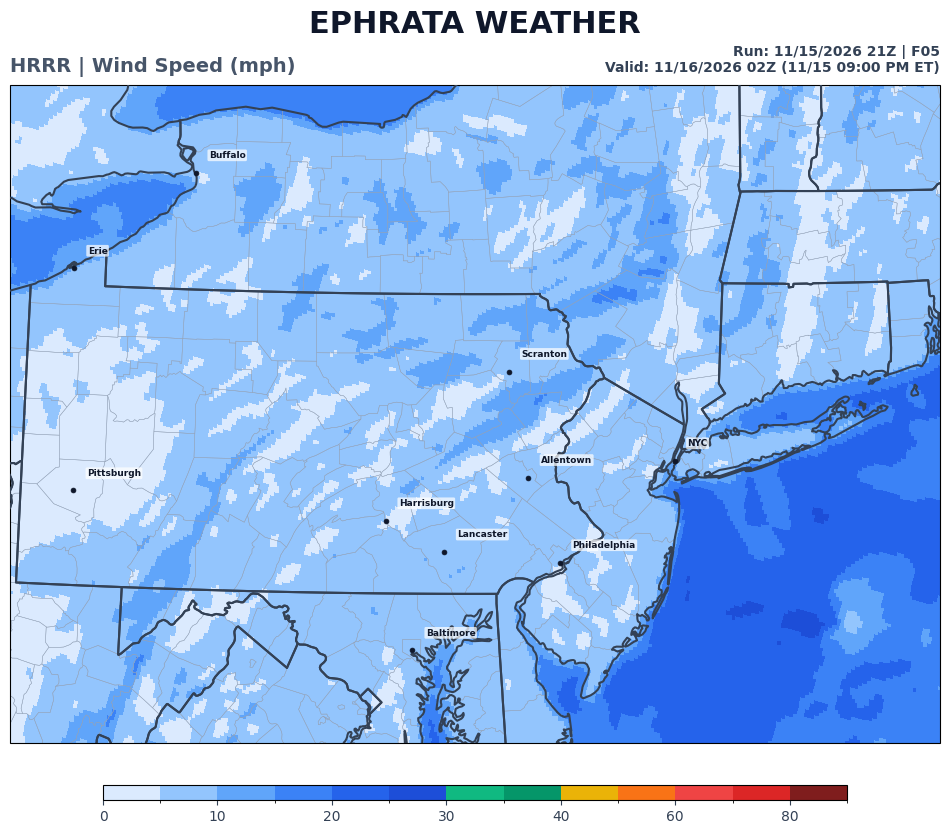 EPHRATA WEATHER
HRRR | Wind Speed (mph)
Run: 11/15/2026 21Z | F05
Valid: 11/16/2026 02Z (11/15 09:00 PM ET)
Buffalo
Erie
Scranton
NYC
Allentown
Pittsburgh
Harrisburg
Lancaster
Philadelphia
Baltimore
0 10 20 30 40 60 80